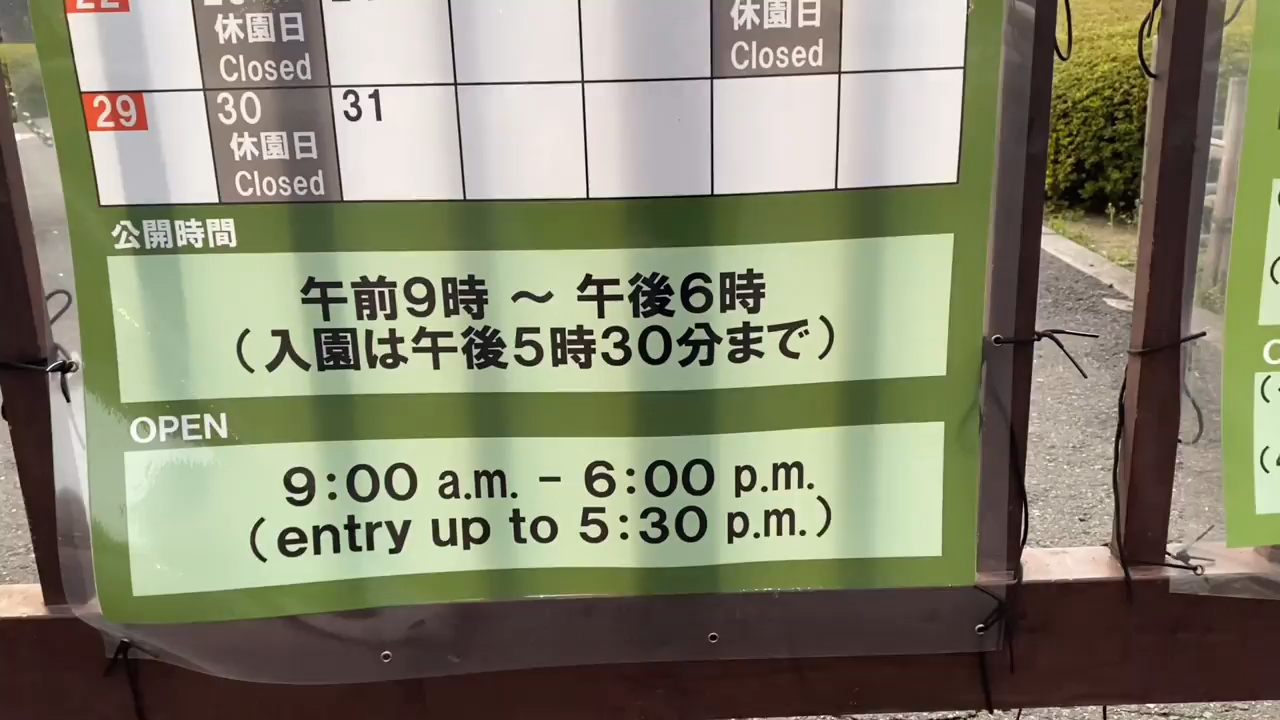 22
休園日
休園日
Closed
Closed
29
30
31
休園日
Closed
公開時間
午前9時 ～ 午後6時
（入園は午後5時30分まで）
OPEN
9:00 a.m. - 6:00 p.m.
(entry up to 5:30 p.m.)